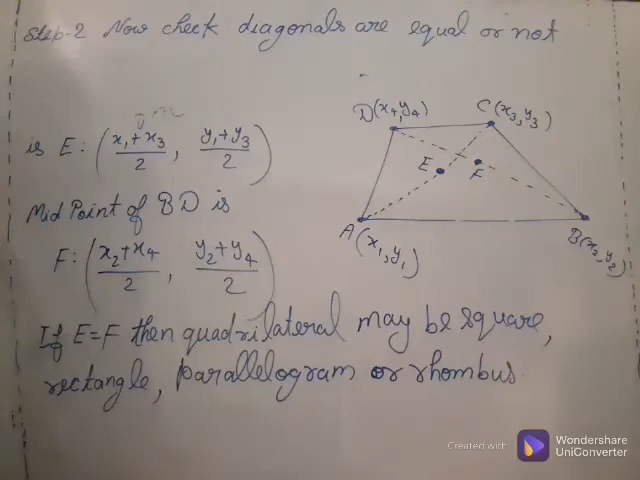 Step-2 Now check diagonals are equal or not
D(x₄,y₄)
C(x₃,y₃)
is E: (x₁+x₃/2, y₁+y₃/2)
E
F
Mid Point of BD is
A(x₁,y₁)
B(x₂,y₂)
F: (x₂+x₄/2, y₂+y₄/2)
If E=F then quadrilateral may be square,
rectangle, parallelogram or rhombus.
Created with
Wondershare
UniConverter